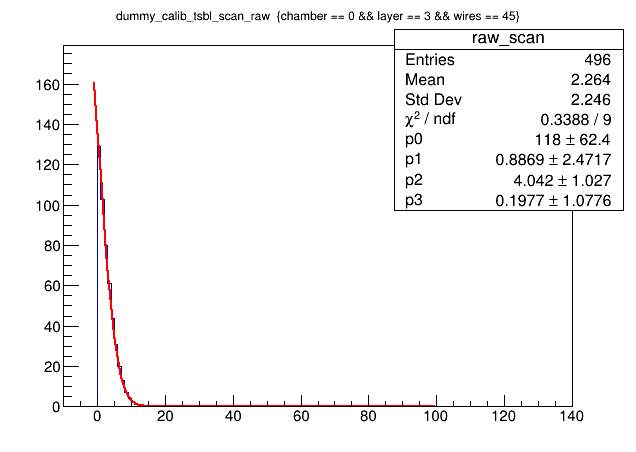 dummy_calib_tsbl_scan_raw {chamber == 0 && layer == 3 && wires == 45}
raw_scan
Entries 496
Mean 2.264
Std Dev 2.246
χ² / ndf 0.3388 / 9
p0 118 ± 62.4
p1 0.8869 ± 2.4717
p2 4.042 ± 1.027
p3 0.1977 ± 1.0776
160
140
120
100
80
60
40
20
0
0 20 40 60 80 100 120 140